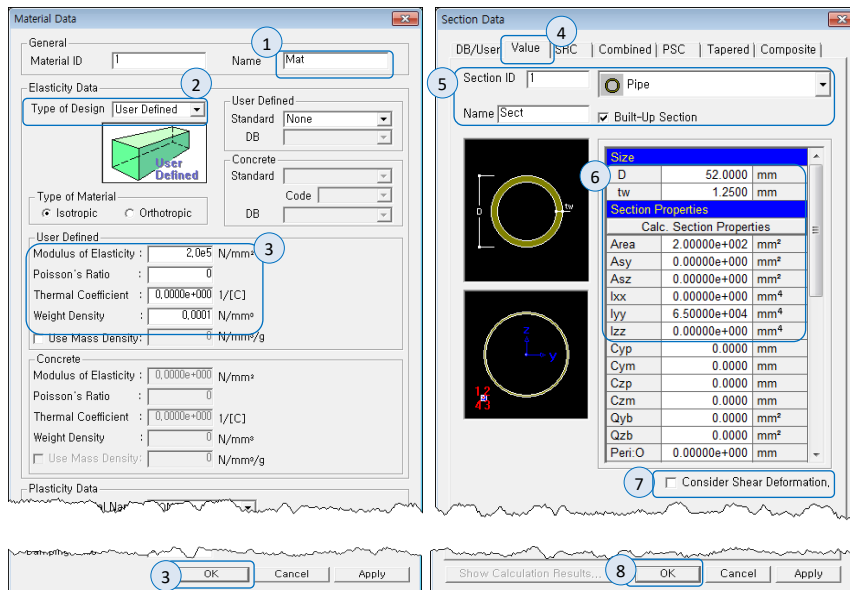 Material Data
General
Material ID 1 Name Mat
1
Elasticity Data
2
Type of Design User Defined
User Defined
User Defined
Standard None
DB
Concrete
Standard
Code
DB
Type of Material
Isotropic Orthotropic
User Defined
3
Modulus of Elasticity : 2,0e5 N/mm²
Poisson's Ratio : 0
Thermal Coefficient : 0,0000e+000 1/[C]
Weight Density : 0,0001 N/mm³
Use Mass Density: 0 N/mm³/g
Concrete
Modulus of Elasticity : 0,0000e+000 N/mm²
Poisson's Ratio : 0
Thermal Coefficient : 0,0000e+000 1/[C]
Weight Density : 0 N/mm³
Use Mass Density: 0 N/mm³/g
Plasticity Data
3
OK Cancel Apply
Section Data
4
DB/User Value SRC Combined PSC Tapered Composite
5
Section ID 1 Pipe
Name Sect Built-Up Section
D
tw
z
y
1 2
4 3
6
Size
D 52.0000 mm
tw 1.2500 mm
Section Properties
Calc. Section Properties
Area 2.00000e+002 mm²
Asy 0.00000e+000 mm²
Asz 0.00000e+000 mm²
Ixx 0.00000e+000 mm⁴
Iyy 6.50000e+004 mm⁴
Izz 0.00000e+000 mm⁴
Cyp 0.0000 mm
Cym 0.0000 mm
Czp 0.0000 mm
Czm 0.0000 mm
Qyb 0.0000 mm²
Qzb 0.0000 mm²
Peri:O 0.00000e+000 mm
7
Consider Shear Deformation.
Show Calculation Results...
8
OK Cancel Apply